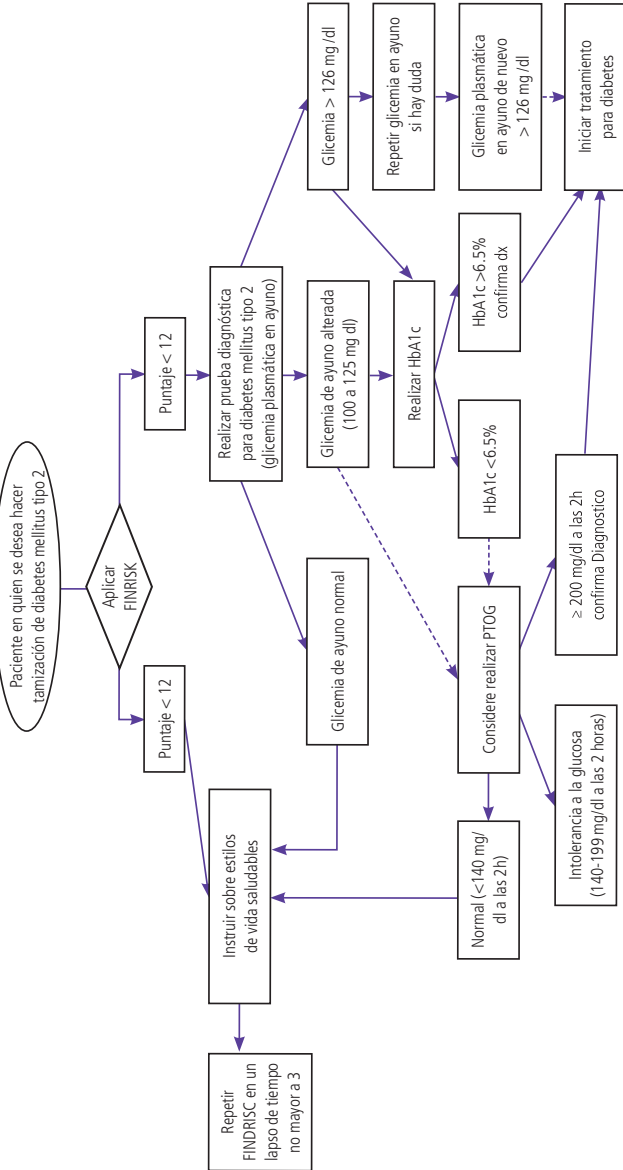 Paciente en quien se desea hacer
tamización de diabetes mellitus tipo 2
Aplicar
FINRISK
Puntaje < 12
Puntaje < 12
Instruir sobre estilos
de vida saludables
Repetir
FINDRISC en un
lapso de tiempo
no mayor a 3
Realizar prueba diagnóstica
para diabetes mellitus tipo 2
(glicemia plasmática en ayuno)
Glicemia de ayuno normal
Glicemia de ayuno alterada
(100 a 125 mg dl)
Glicemia > 126 mg /dl
Repetir glicemia en ayuno
si hay duda
Glicemia plasmática
en ayuno de nuevo
> 126 mg /dl
Realizar HbA1c
HbA1c <6.5%
HbA1c >6.5%
confirma dx
Considere realizar PTOG
Normal (<140 mg/
dl a las 2h)
Intolerancia a la glucosa
(140-199 mg/dl a las 2 horas)
≥ 200 mg/dl a las 2h
confirma Diagnostico
Iniciar tratamiento
para diabetes